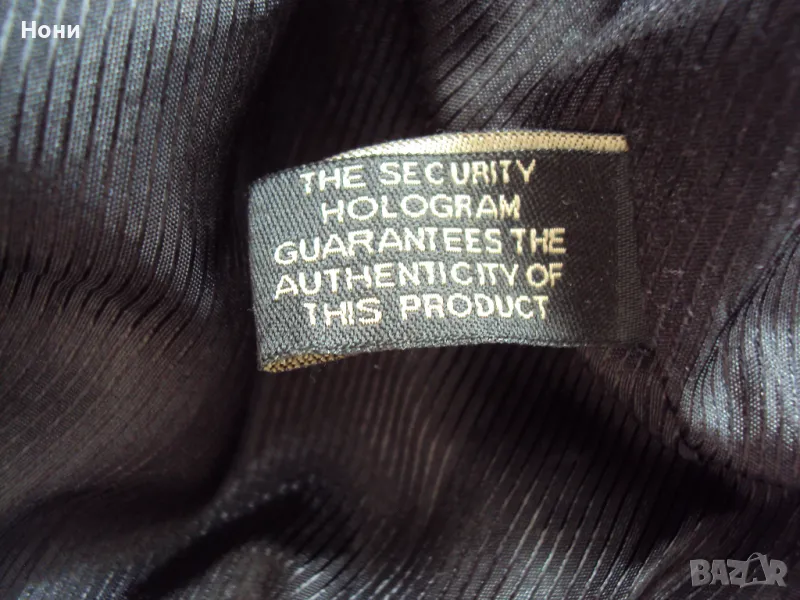 Нони
THE SECURITY
HOLOGRAM
GUARANTEES THE
AUTHENTICITY OF
THIS PRODUCT
BAZAR